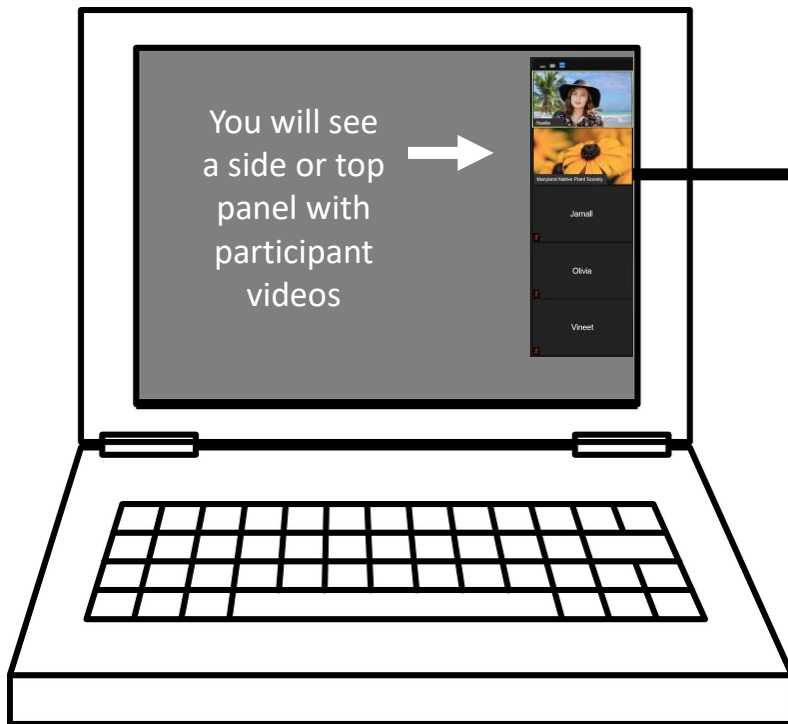 You will see
a side or top
panel with
participant
videos
Maryland Native Plant Society
Jamall
Olivia
Vineet